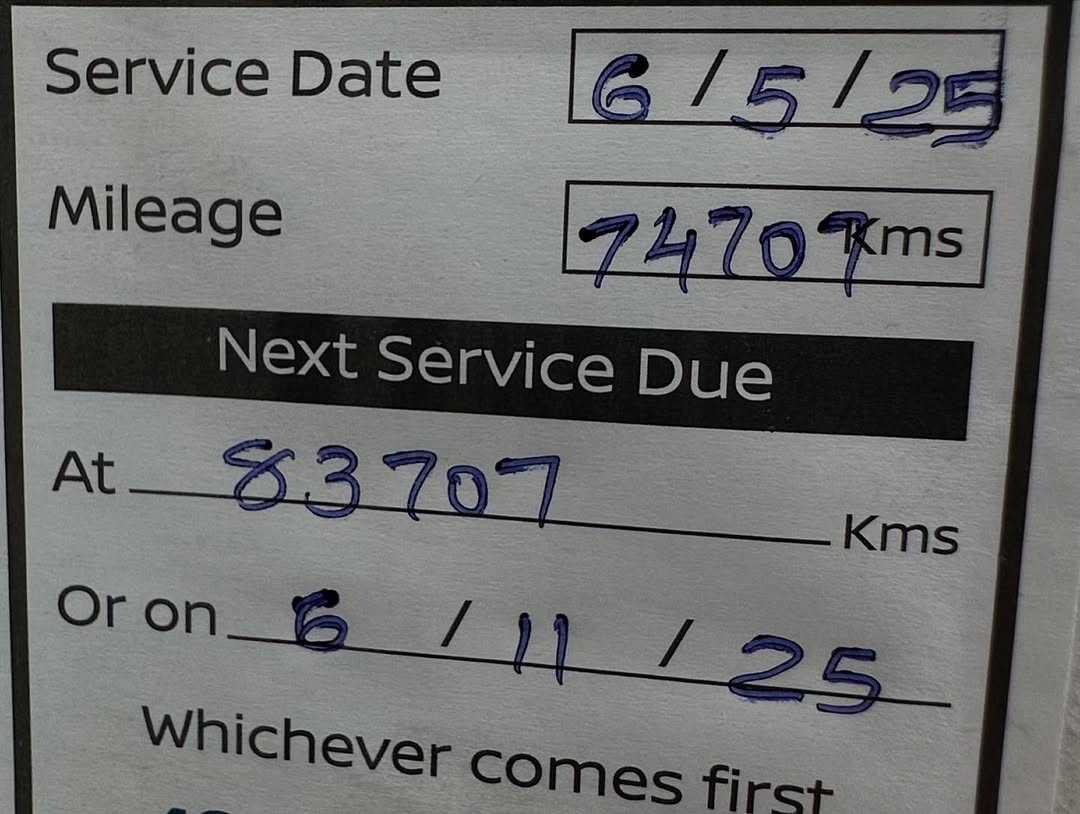 Service Date 6/5/25
Mileage 74707 Kms
Next Service Due
At 83707 Kms
Or on 6/11/25
Whichever comes first